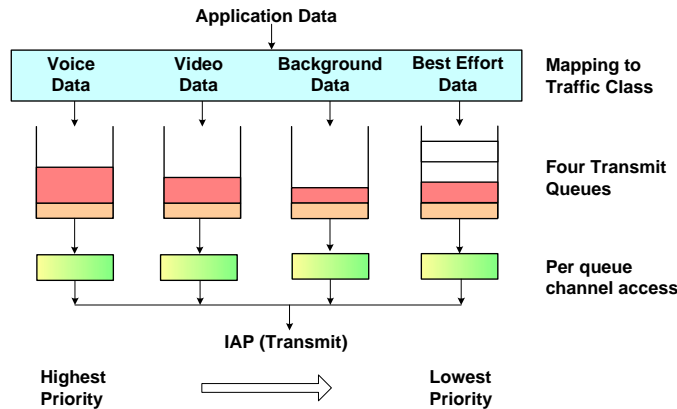 Application Data
Voice
Data
Video
Data
Background
Data
Best Effort
Data
Mapping to
Traffic Class
Four Transmit
Queues
Per queue
channel access
IAP (Transmit)
Highest
Priority
Lowest
Priority